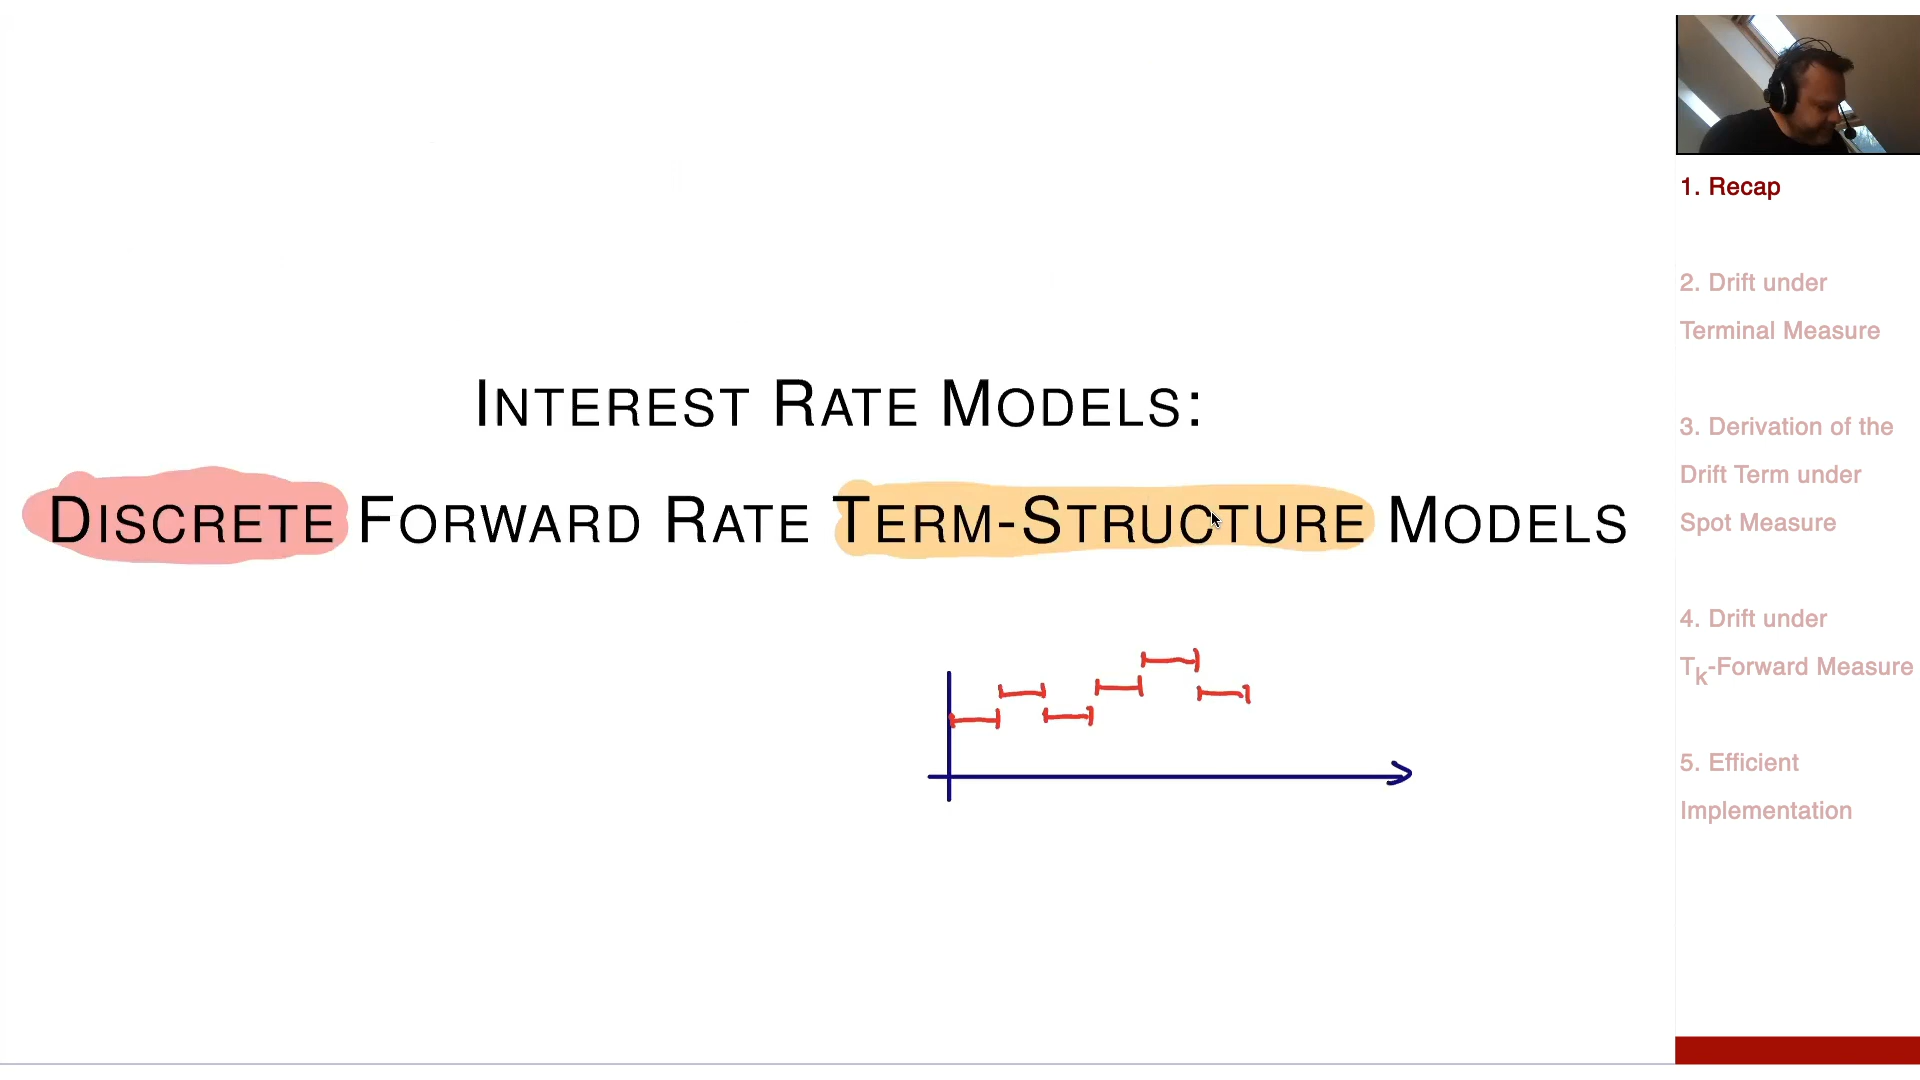 INTEREST RATE MODELS:
DISCRETE FORWARD RATE TERM-STRUCTURE MODELS
1. Recap
2. Drift under
Terminal Measure
3. Derivation of the
Drift Term under
Spot Measure
4. Drift under
Tk-Forward Measure
5. Efficient
Implementation